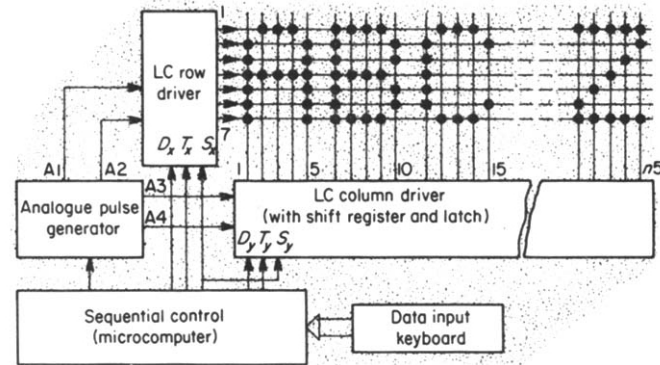 1
LC row
driver
7
Dx Tx Sx
A1
A2
1
5
10
15
n5
A3
A4
Analogue pulse
generator
LC column driver
(with shift register and latch)
Dy Ty Sy
Sequential control
(microcomputer)
Data input
keyboard